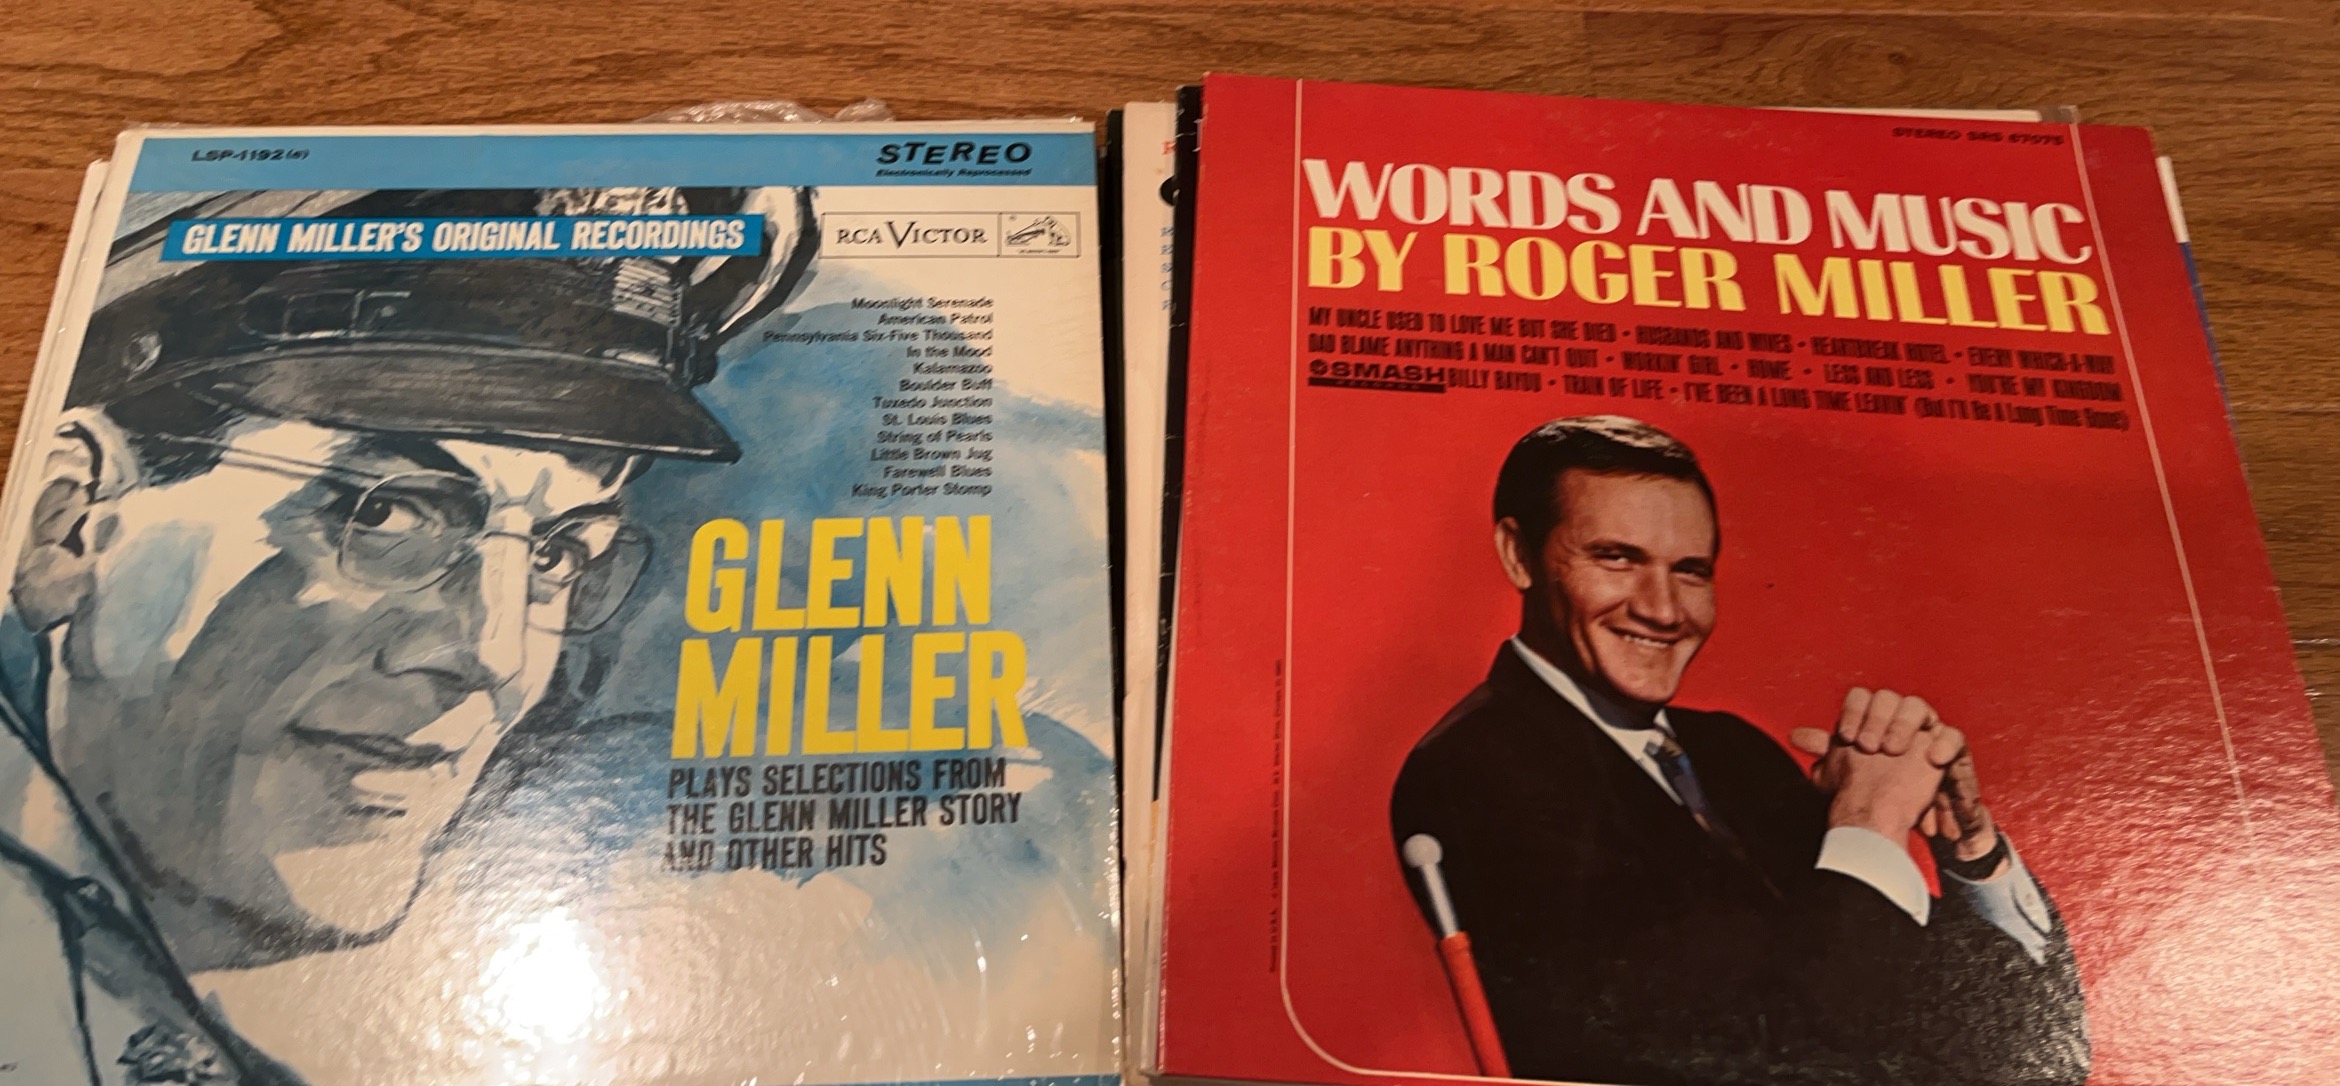 LSP-1192(e)
STEREO
Electronically Reprocessed
GLENN MILLER'S ORIGINAL RECORDINGS
RCA VICTOR
Moonlight Serenade
American Patrol
Pennsylvania Six-Five Thousand
In the Mood
Kalamazoo
Boulder Buff
Tuxedo Junction
St. Louis Blues
String of Pearls
Little Brown Jug
Farewell Blues
King Porter Stomp
GLENN
MILLER
PLAYS SELECTIONS FROM
THE GLENN MILLER STORY
AND OTHER HITS
STEREO SRS 67075
WORDS AND MUSIC
BY ROGER MILLER
MY UNCLE USED TO LOVE ME BUT SHE DIED • HUSBANDS AND WIVES • HEARTBREAK HOTEL • EVERY WHICH-A-WAY
DAD BLAME ANYTHING A MAN CAN'T QUIT • WORKIN' GIRL • HOME • LESS AND LESS • YOU'RE MY KINGDOM
SMASH BILLY BAYOU • TRAIN OF LIFE • I'VE BEEN A LONG TIME LEAVIN' (But I'll Be A Long Time Gone)
RECORDS